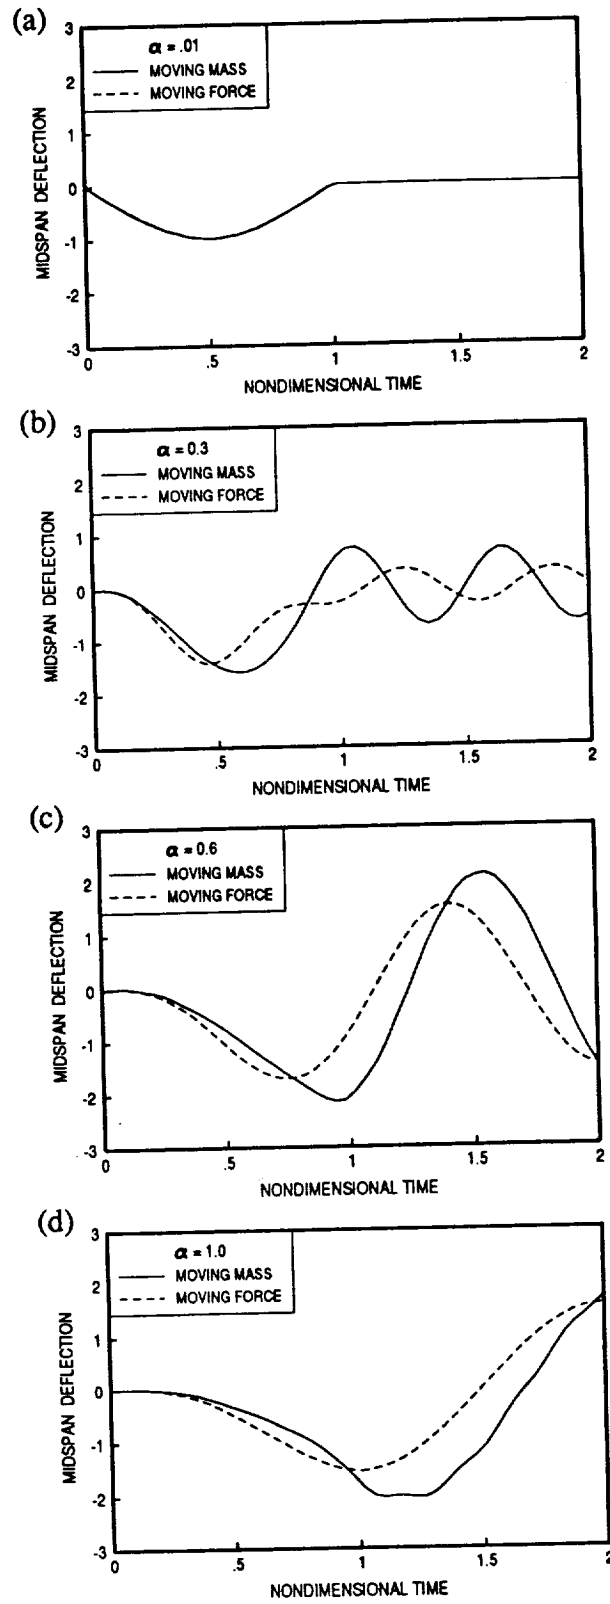 (a)
3
α = .01
2
MOVING MASS
MOVING FORCE
1
0
-1
-2
-3
MIDSPAN DEFLECTION
0 .5 1 1.5 2
NONDIMENSIONAL TIME
(b)
3
α = 0.3
2
MOVING MASS
MOVING FORCE
1
0
-1
-2
-3
MIDSPAN DEFLECTION
0 .5 1 1.5 2
NONDIMENSIONAL TIME
(c)
3
α = 0.6
2
MOVING MASS
MOVING FORCE
1
0
-1
-2
-3
MIDSPAN DEFLECTION
0 .5 1 1.5 2
NONDIMENSIONAL TIME
(d)
3
α = 1.0
2
MOVING MASS
MOVING FORCE
1
0
-1
-2
-3
MIDSPAN DEFLECTION
0 .5 1 1.5 2
NONDIMENSIONAL TIME